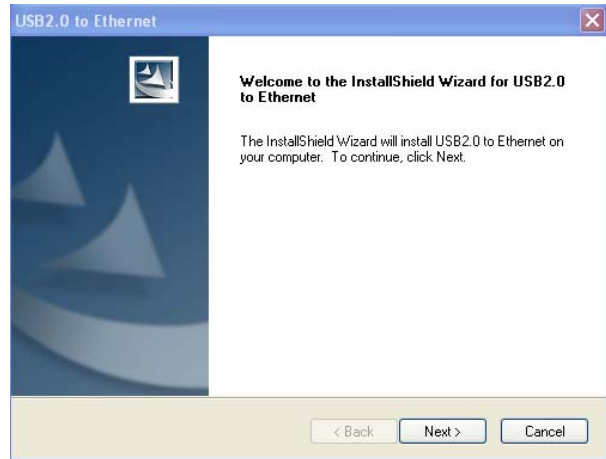 USB2.0 to Ethernet
Welcome to the InstallShield Wizard for USB2.0
to Ethernet
The InstallShield Wizard will install USB2.0 to Ethernet on
your computer. To continue, click Next.
< Back
Next >
Cancel